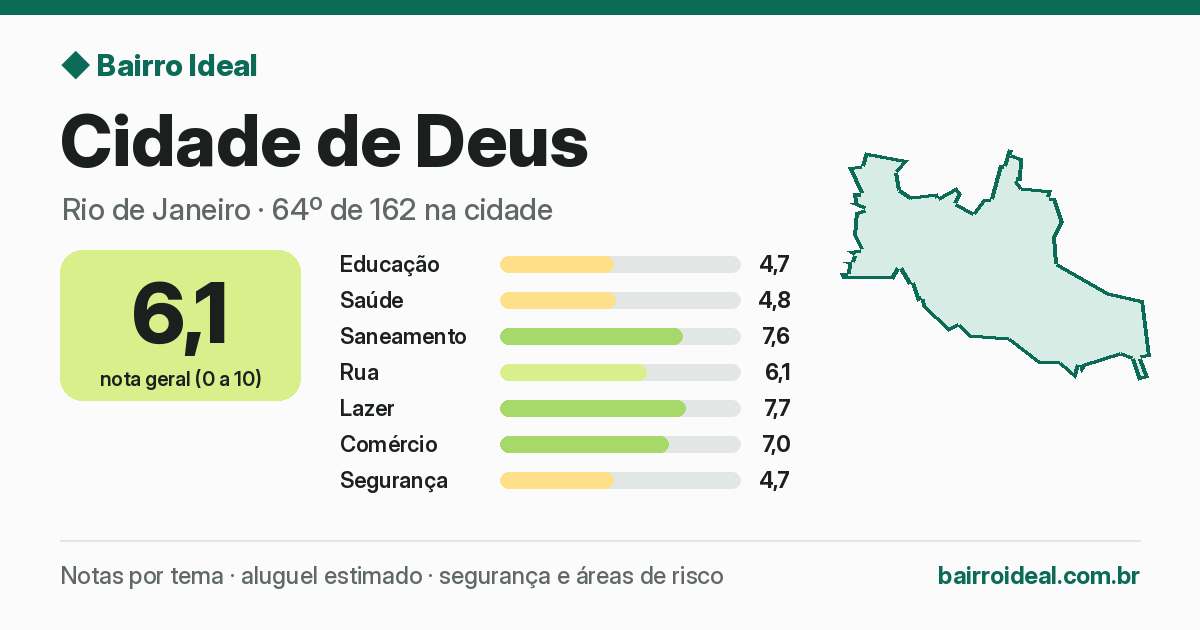 Bairro Ideal
Cidade de Deus
Rio de Janeiro · 64º de 162 na cidade
6,1
nota geral (0 a 10)
Educação 4,7
Saúde 4,8
Saneamento 7,6
Rua 6,1
Lazer 7,7
Comércio 7,0
Segurança 4,7
Notas por tema · aluguel estimado · segurança e áreas de risco
bairroideal.com.br